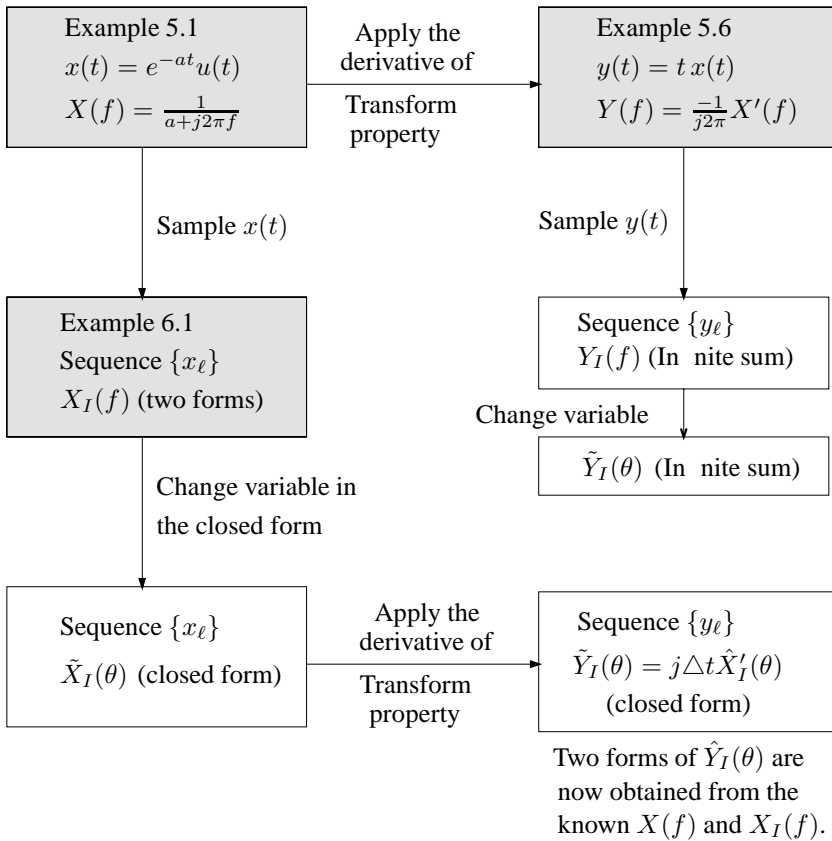 Example 5.1
x(t) = e^{-at}u(t)
X(f) = \frac{1}{a+j2πf}
Apply the
derivative of
Transform
property
Example 5.6
y(t) = t x(t)
Y(f) = \frac{-1}{j2π}X′(f)
Sample x(t)
Sample y(t)
Example 6.1
Sequence {x_ℓ}
X_I(f) (two forms)
Sequence {y_ℓ}
Y_I(f) (In nite sum)
Change variable
Ỹ_I(θ) (In nite sum)
Change variable in
the closed form
Sequence {x_ℓ}
X̃_I(θ) (closed form)
Apply the
derivative of
Transform
property
Sequence {y_ℓ}
Ỹ_I(θ) = j△tX̂′_I(θ)
(closed form)
Two forms of Ŷ_I(θ) are
now obtained from the
known X(f) and X_I(f).